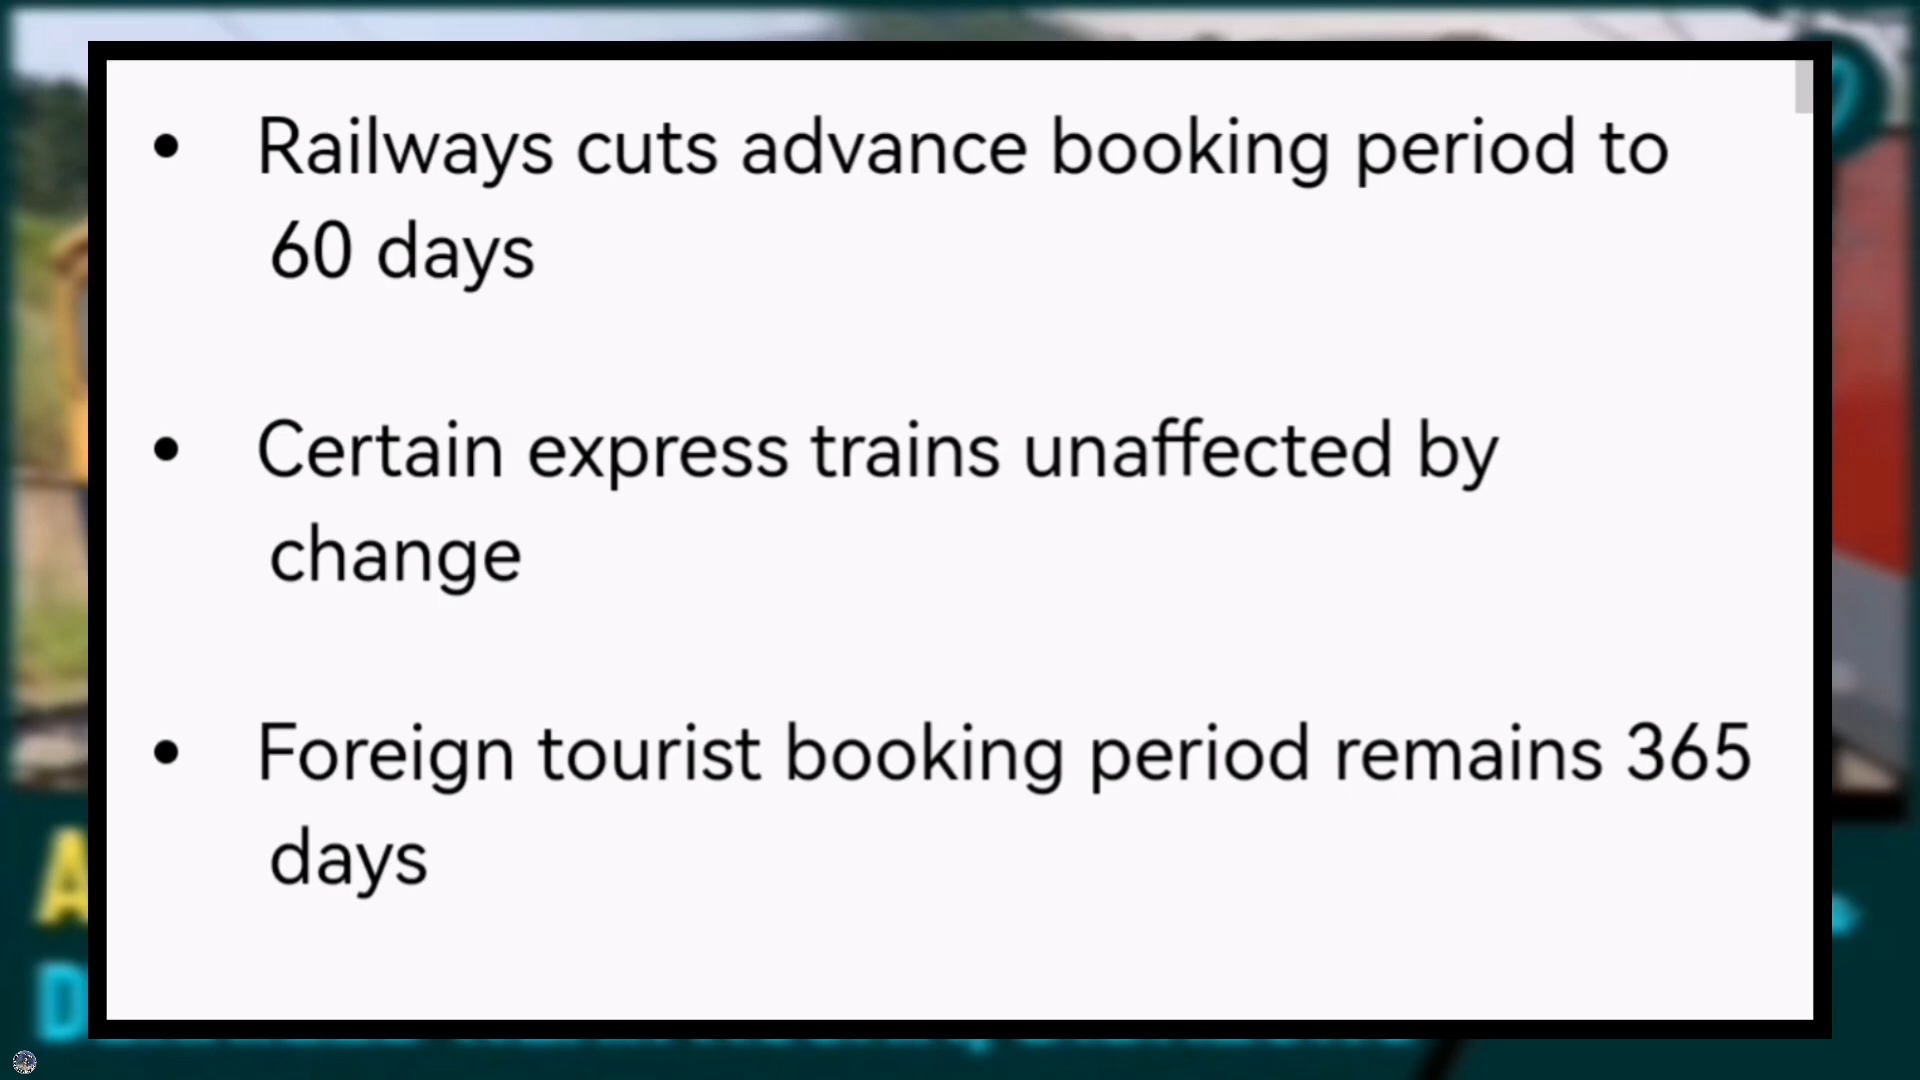 • Railways cuts advance booking period to
60 days
• Certain express trains unaffected by
change
• Foreign tourist booking period remains 365
days